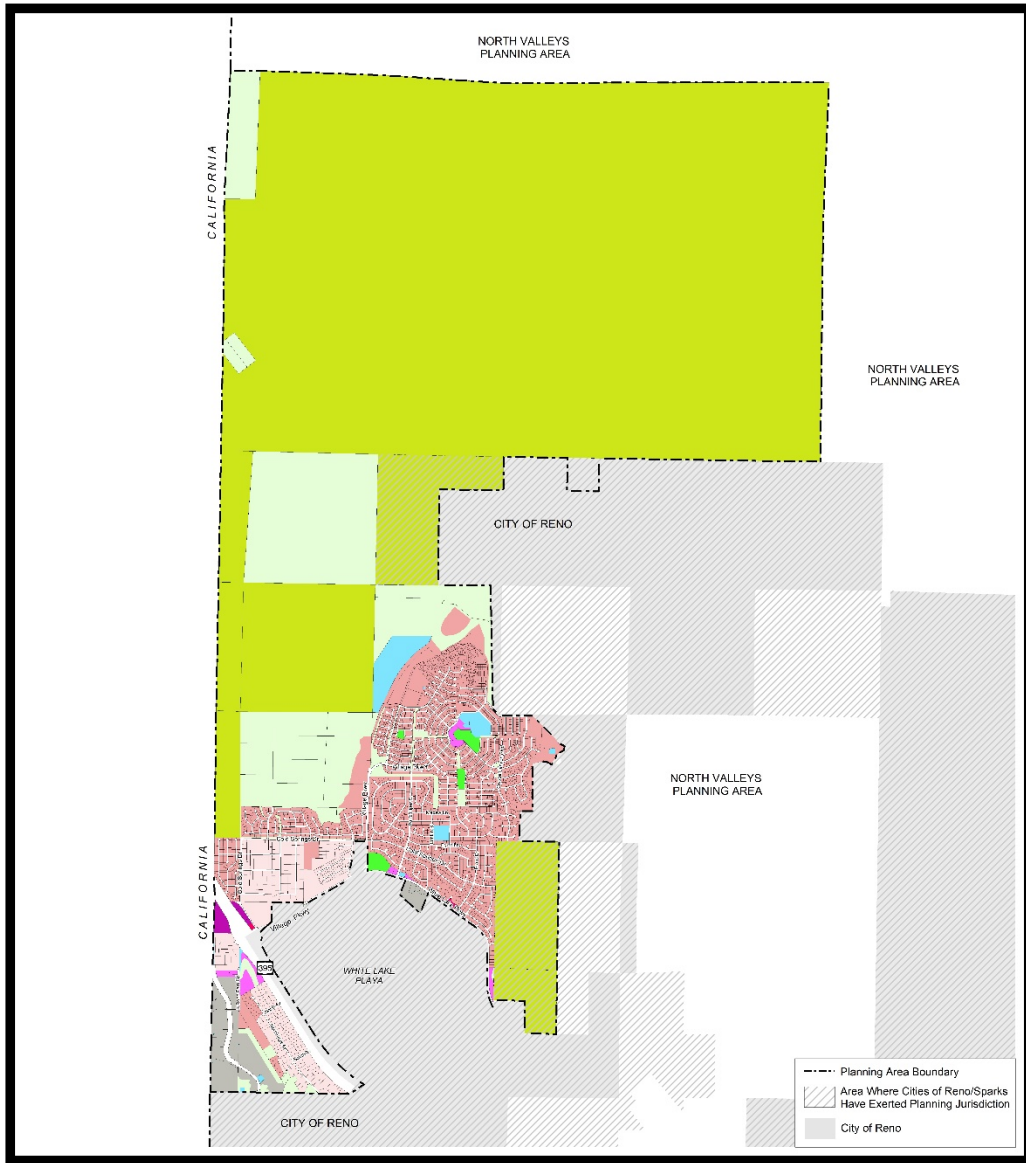 NORTH VALLEYS
PLANNING AREA
CALIFORNIA
NORTH VALLEYS
PLANNING AREA
CITY OF RENO
NORTH VALLEYS
PLANNING AREA
CALIFORNIA
Village Pkwy
395
WHITE LAKE
PLAYA
CITY OF RENO
Planning Area Boundary
Area Where Cities of Reno/Sparks
Have Exerted Planning Jurisdiction
City of Reno